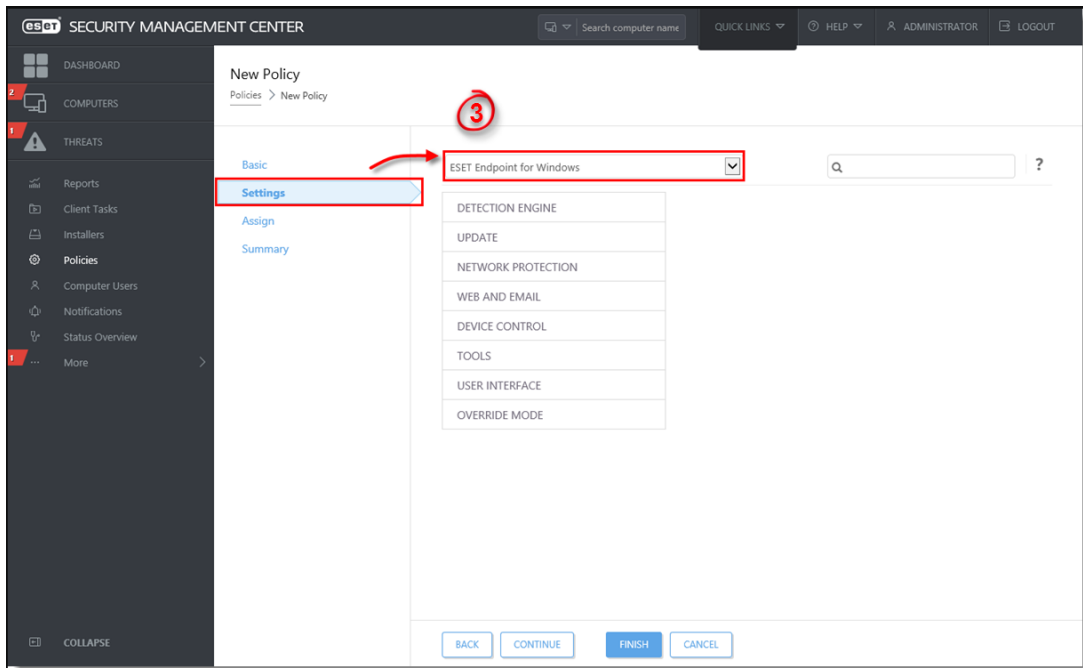 eset SECURITY MANAGEMENT CENTER
Search computer name
QUICK LINKS
HELP
ADMINISTRATOR
LOGOUT
DASHBOARD
2
COMPUTERS
1
THREATS
Reports
Client Tasks
Installers
Policies
Computer Users
Notifications
Status Overview
1
More
COLLAPSE
New Policy
Policies > New Policy
3
Basic
Settings
Assign
Summary
ESET Endpoint for Windows
?
DETECTION ENGINE
UPDATE
NETWORK PROTECTION
WEB AND EMAIL
DEVICE CONTROL
TOOLS
USER INTERFACE
OVERRIDE MODE
BACK
CONTINUE
FINISH
CANCEL